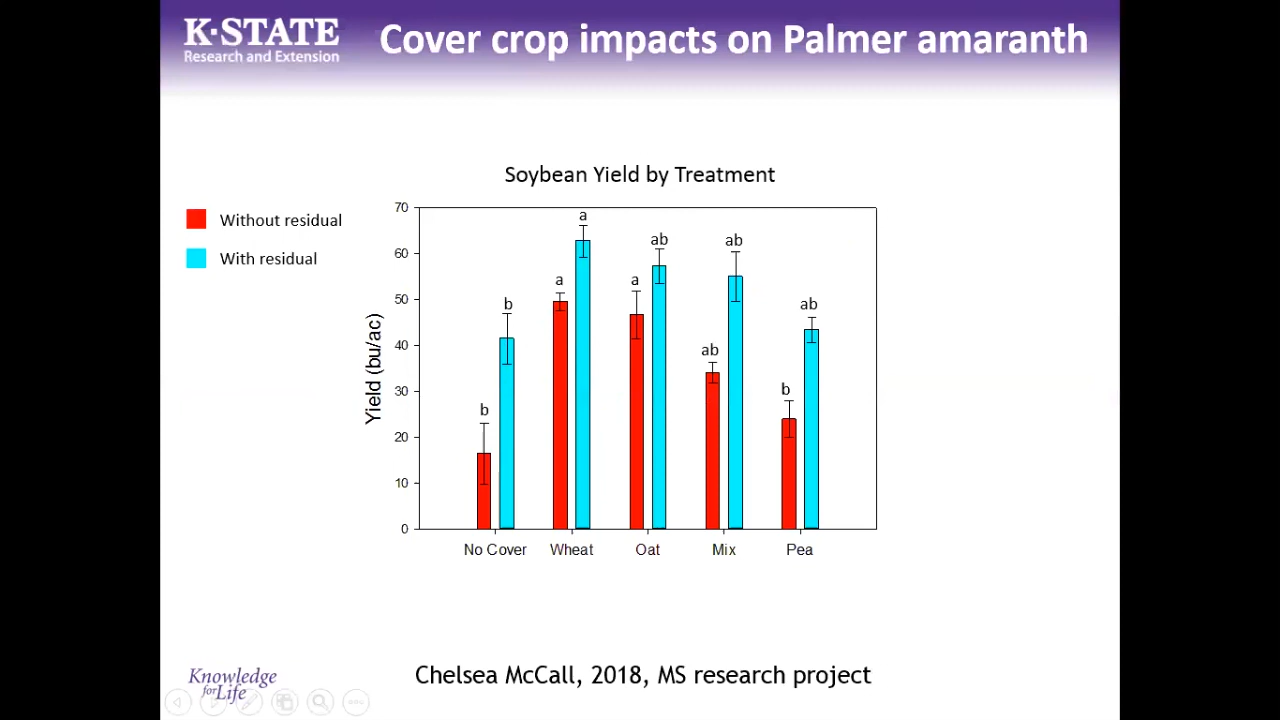 K-STATE
Research and Extension
Cover crop impacts on Palmer amaranth
Soybean Yield by Treatment
Without residual
With residual
Yield (bu/ac)
70
60
50
40
30
20
10
0
b
b
a
a
a
ab
ab
ab
b
ab
No Cover
Wheat
Oat
Mix
Pea
Knowledge
for Life
Chelsea McCall, 2018, MS research project